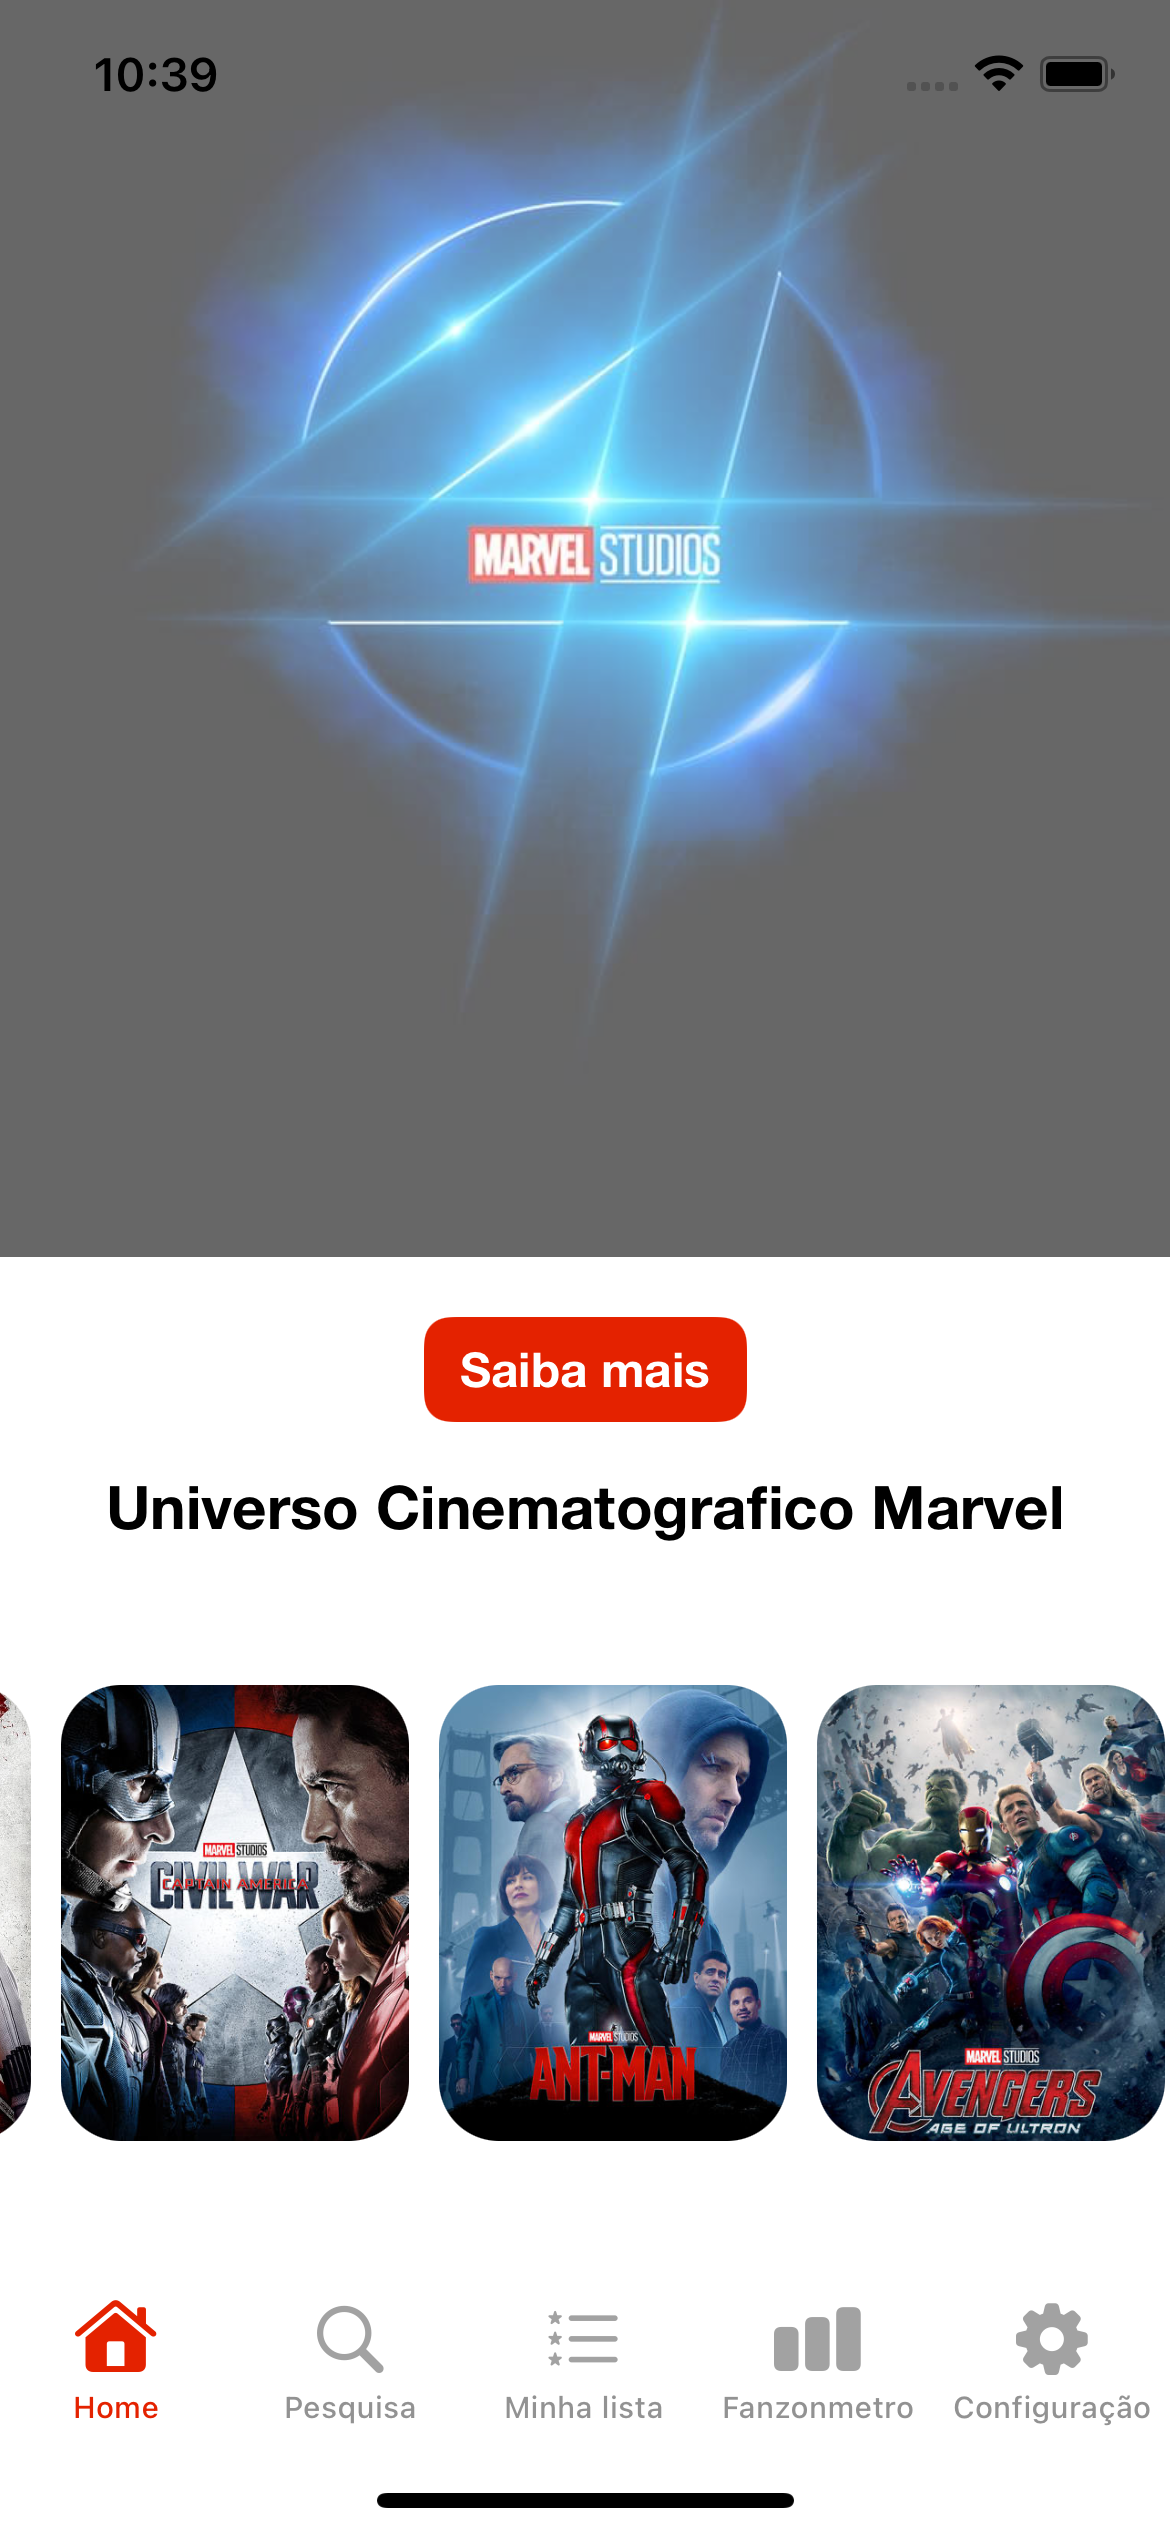 10:39
MARVEL STUDIOS
Saiba mais
Universo Cinematografico Marvel
MARVEL STUDIOS
CAPTAIN AMERICA
CIVIL WAR
MARVEL STUDIOS
ANT-MAN
MARVEL STUDIOS
AVENGERS
AGE OF ULTRON
Home
Pesquisa
Minha lista
Fanzonmetro
Configuração